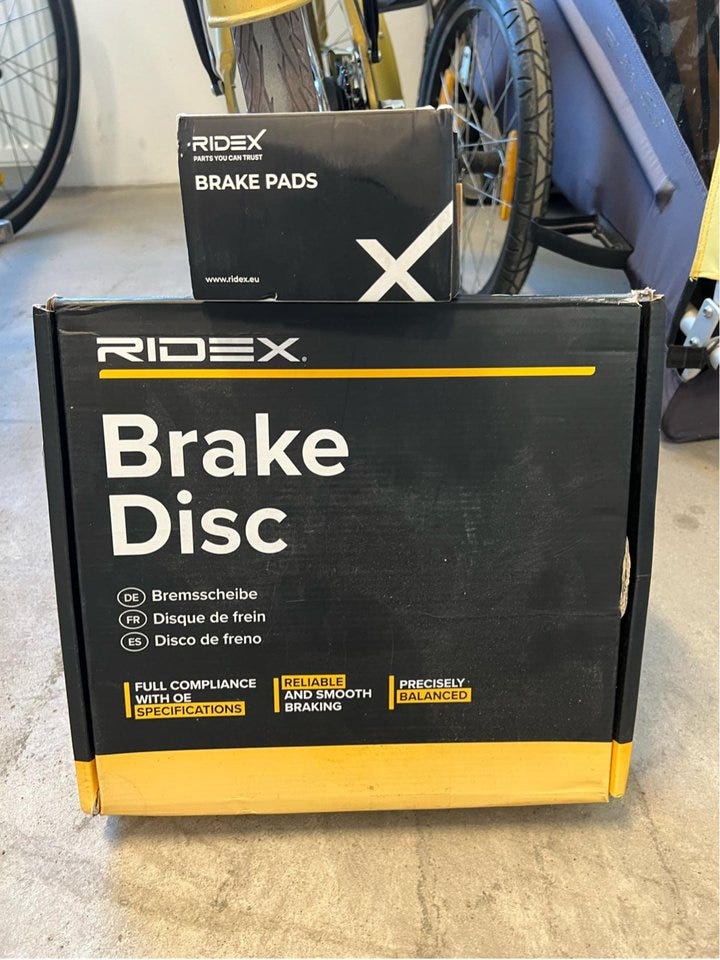 RIDEX
PARTS YOU CAN TRUST
BRAKE PADS
X
www.ridex.eu
RIDEX®
Brake
Disc
DE Bremsscheibe
FR Disque de frein
ES Disco de freno
FULL COMPLIANCE
WITH OE
SPECIFICATIONS
RELIABLE
AND SMOOTH
BRAKING
PRECISELY
BALANCED